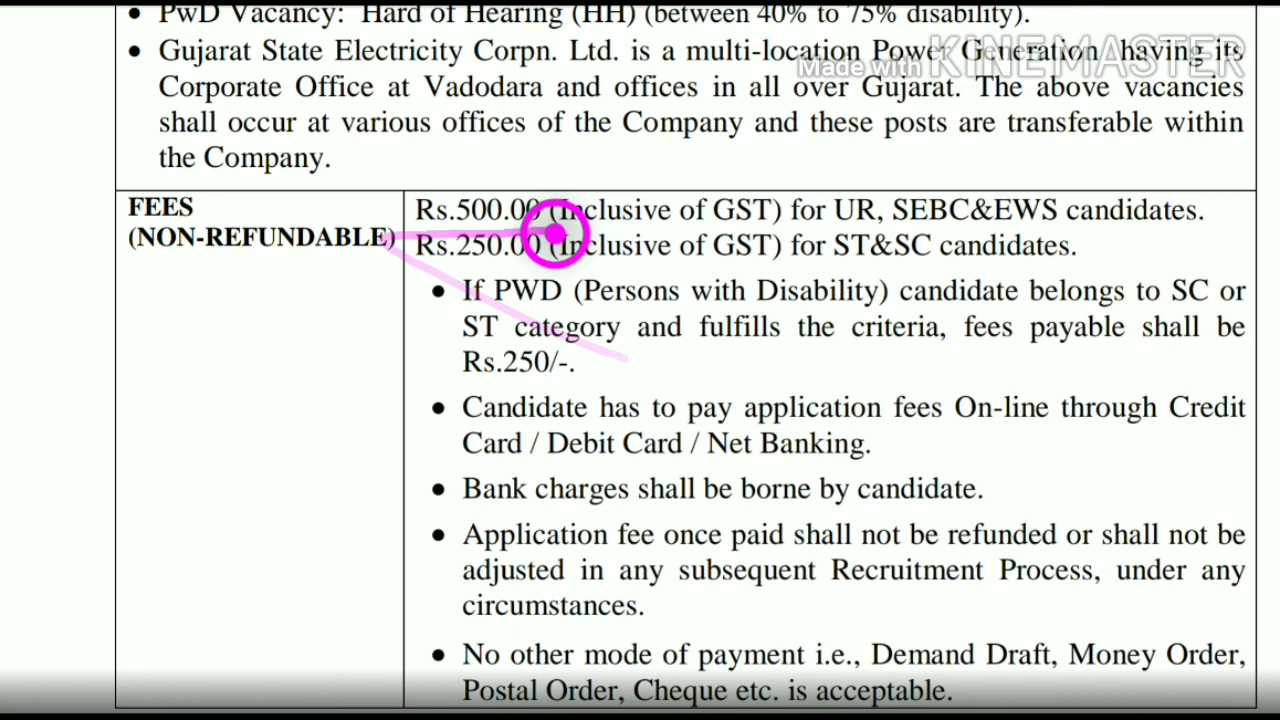 • PwD Vacancy: Hard of Hearing (HH) (between 40% to 75% disability).
• Gujarat State Electricity Corpn. Ltd. is a multi-location Power Generation having its
Made with KINEMASTER
Corporate Office at Vadodara and offices in all over Gujarat. The above vacancies
shall occur at various offices of the Company and these posts are transferable within
the Company.
FEES
(NON-REFUNDABLE)
Rs.500.00 (Inclusive of GST) for UR, SEBC&EWS candidates.
Rs.250.00 (Inclusive of GST) for ST&SC candidates.
• If PWD (Persons with Disability) candidate belongs to SC or
ST category and fulfills the criteria, fees payable shall be
Rs.250/-.
• Candidate has to pay application fees On-line through Credit
Card / Debit Card / Net Banking.
• Bank charges shall be borne by candidate.
• Application fee once paid shall not be refunded or shall not be
adjusted in any subsequent Recruitment Process, under any
circumstances.
• No other mode of payment i.e., Demand Draft, Money Order,
Postal Order, Cheque etc. is acceptable.